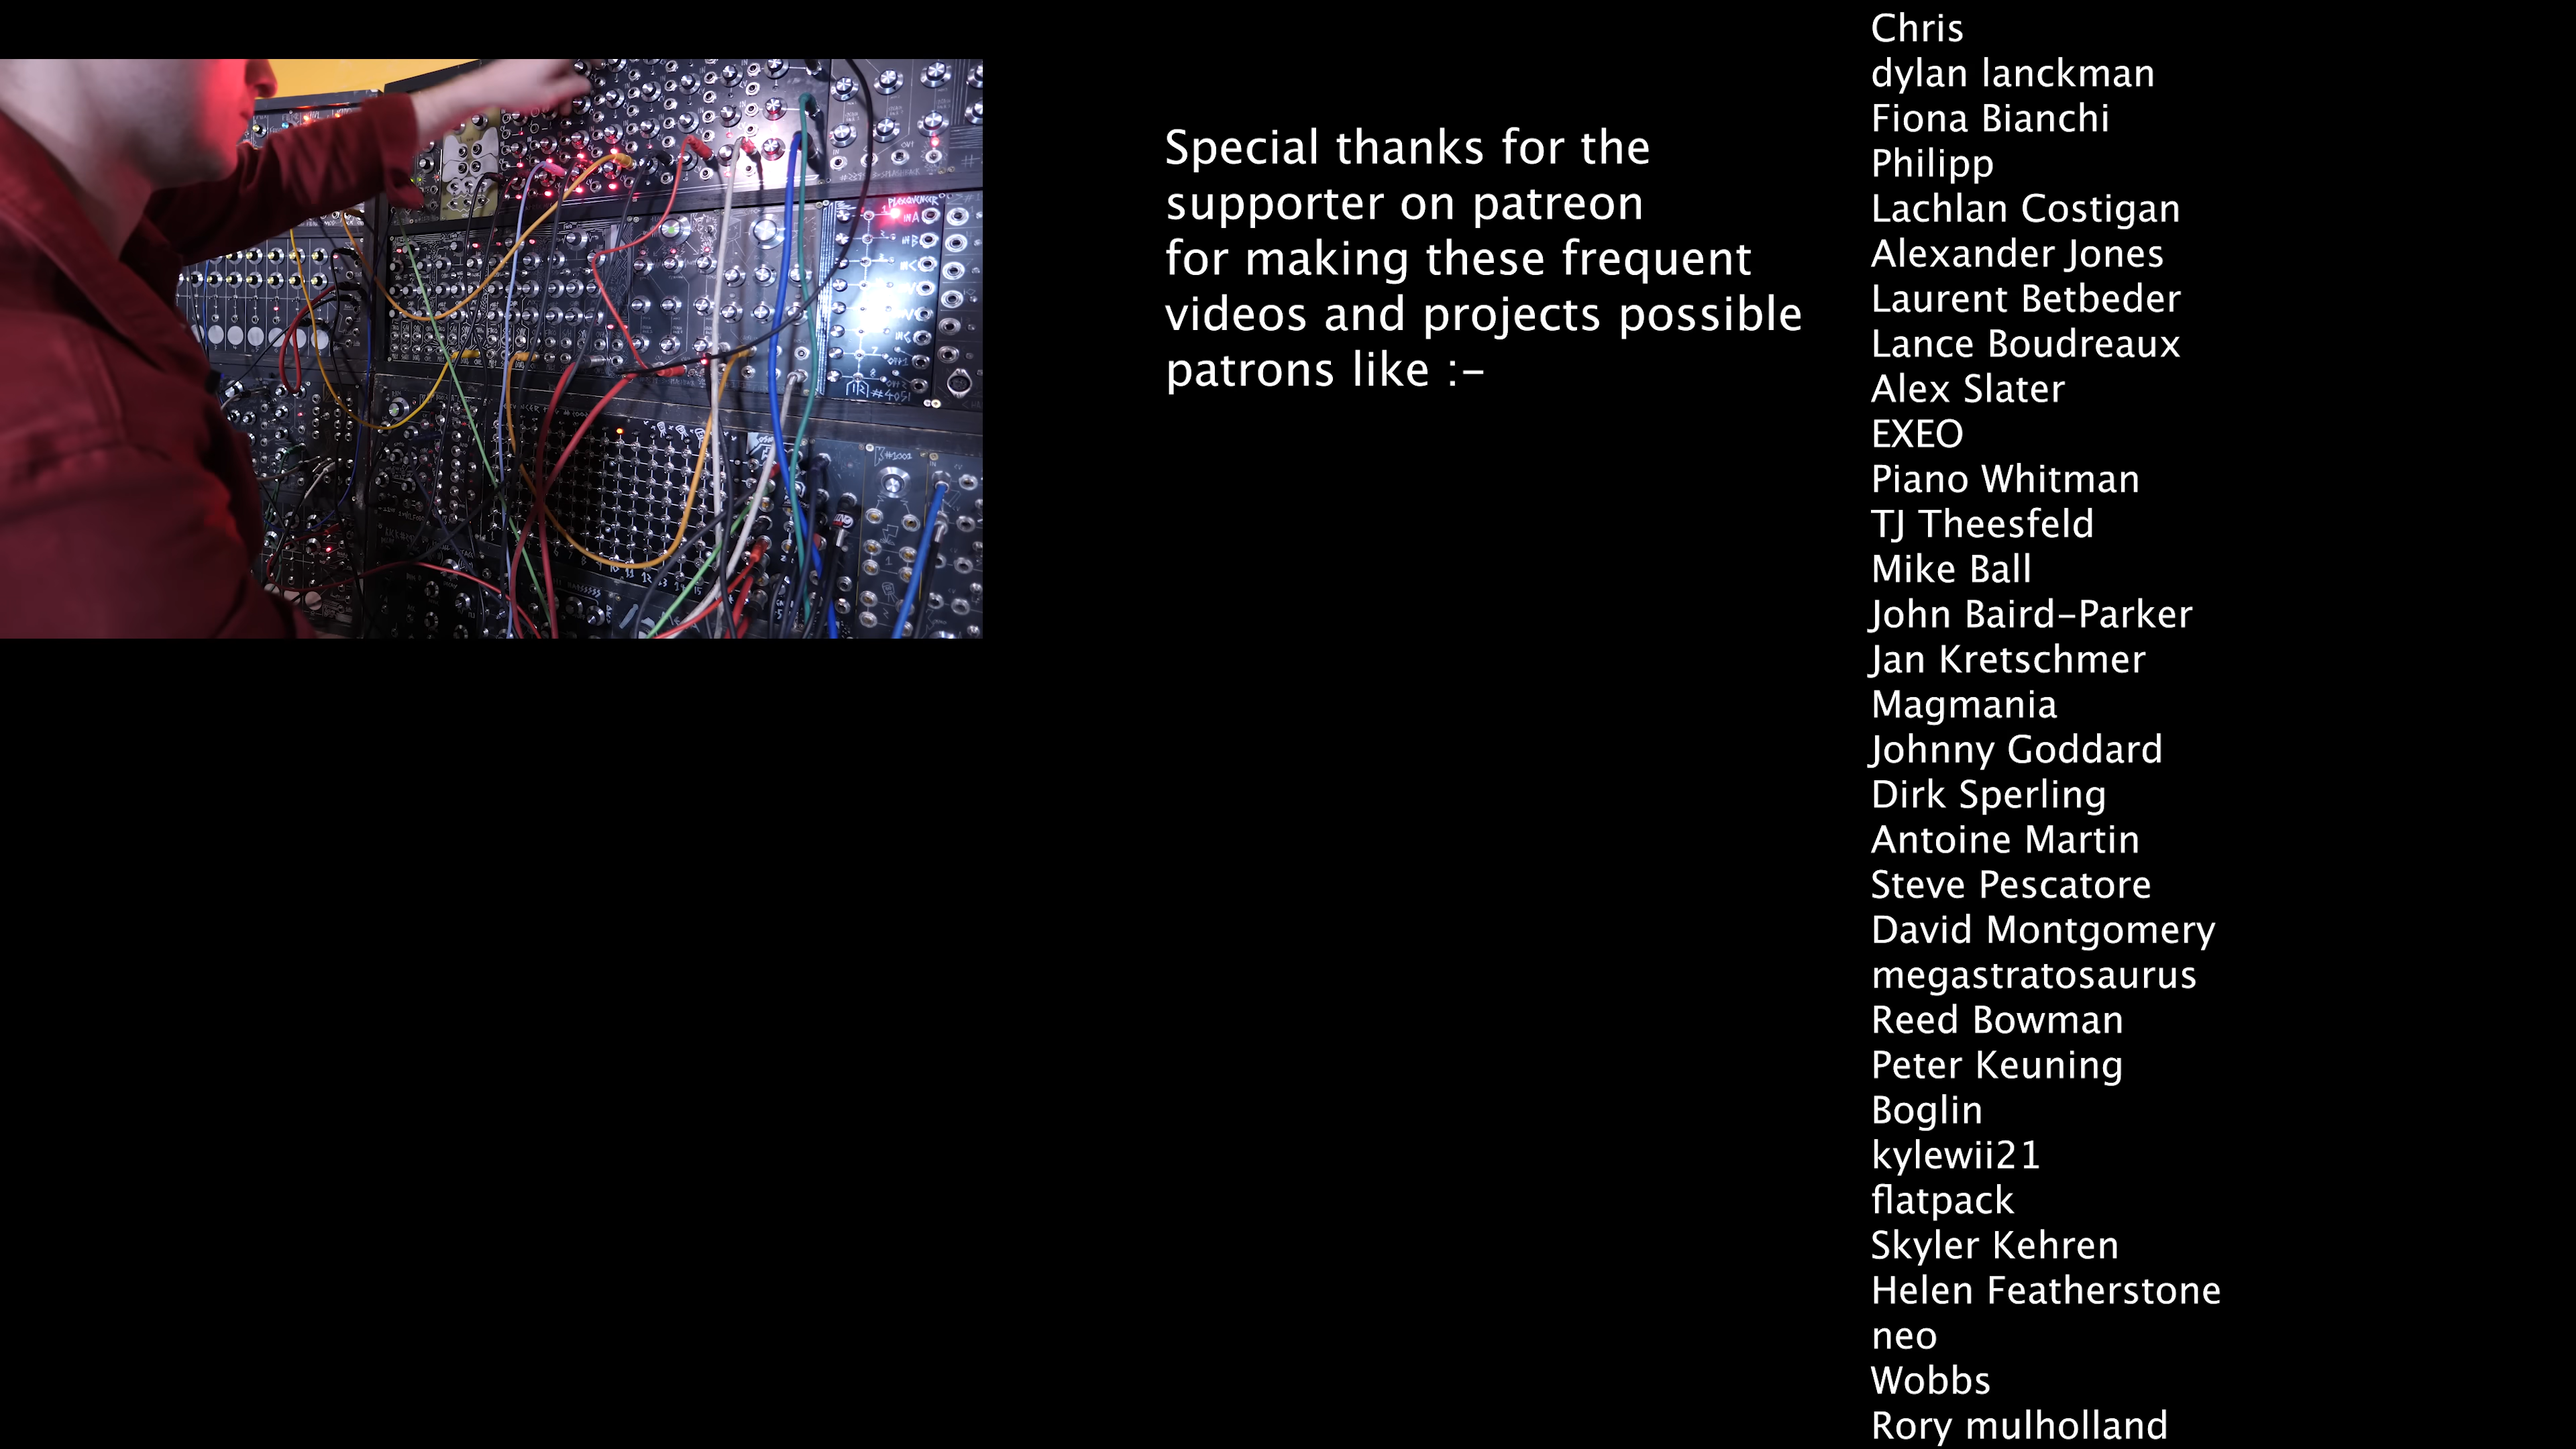 Special thanks for the
supporter on patreon
for making these frequent
videos and projects possible
patrons like :-
Chris
dylan lanckman
Fiona Bianchi
Philipp
Lachlan Costigan
Alexander Jones
Laurent Betbeder
Lance Boudreaux
Alex Slater
EXEO
Piano Whitman
TJ Theesfeld
Mike Ball
John Baird-Parker
Jan Kretschmer
Magmania
Johnny Goddard
Dirk Sperling
Antoine Martin
Steve Pescatore
David Montgomery
megastratosaurus
Reed Bowman
Peter Keuning
Boglin
kylewii21
flatpack
Skyler Kehren
Helen Featherstone
neo
Wobbs
Rory mulholland